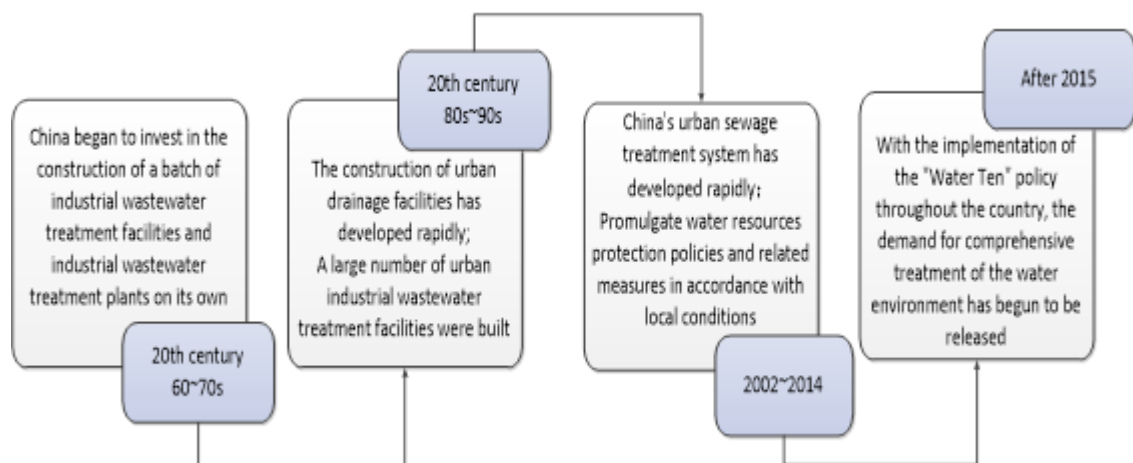 China began to invest in the
construction of a batch of
industrial wastewater
treatment facilities and
industrial wastewater
treatment plants on its own
20th century
60~70s
20th century
80s~90s
The construction of urban
drainage facilities has
developed rapidly;
A large number of urban
industrial wastewater
treatment facilities were built
China's urban sewage
treatment system has
developed rapidly;
Promulgate water resources
protection policies and related
measures in accordance with
local conditions
2002~2014
After 2015
With the implementation of
the "Water Ten" policy
throughout the country, the
demand for comprehensive
treatment of the water
environment has begun to be
released